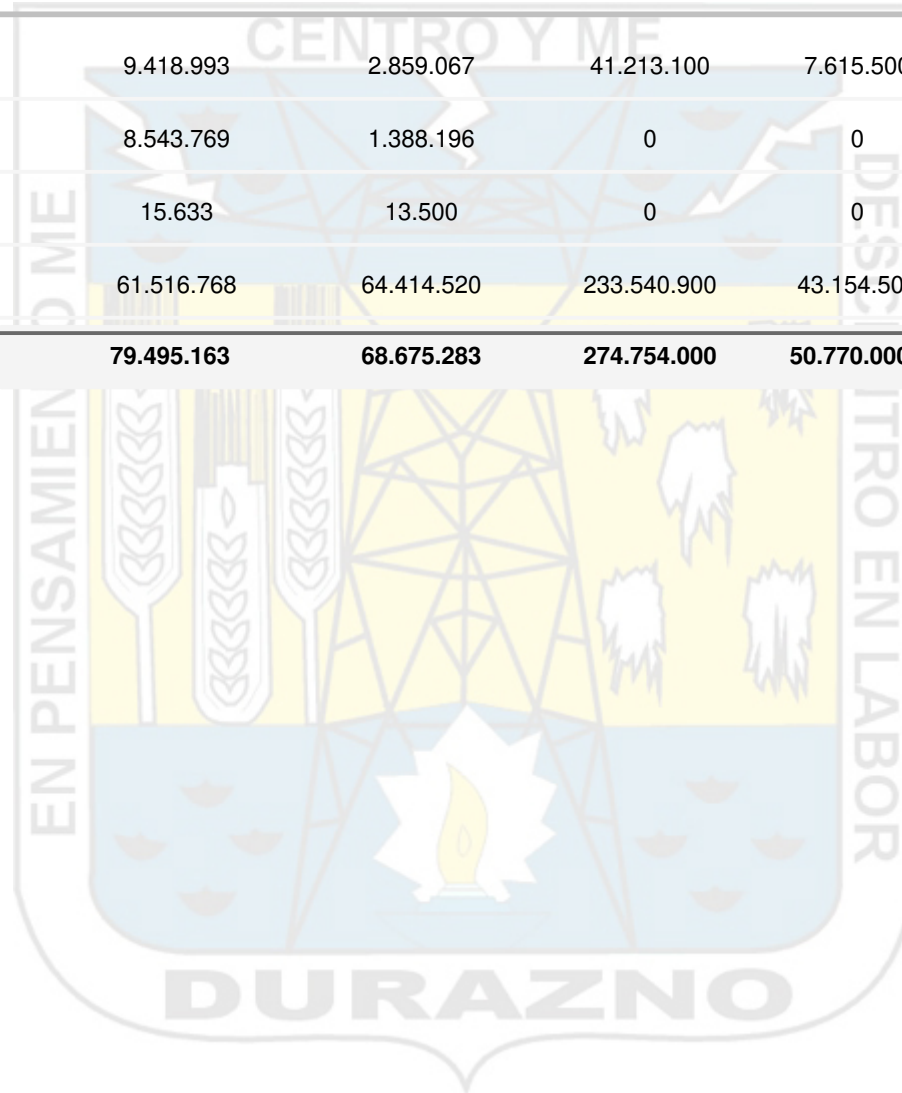 CENTRO Y ME
9.418.993 2.859.067 41.213.100 7.615.500
8.543.769 1.388.196 0 0
15.633 13.500 0 0
61.516.768 64.414.520 233.540.900 43.154.50
79.495.163 68.675.283 274.754.000 50.770.000
EN PENSAMIEN
O ME
DES
TRO EN LABOR
DURAZNO